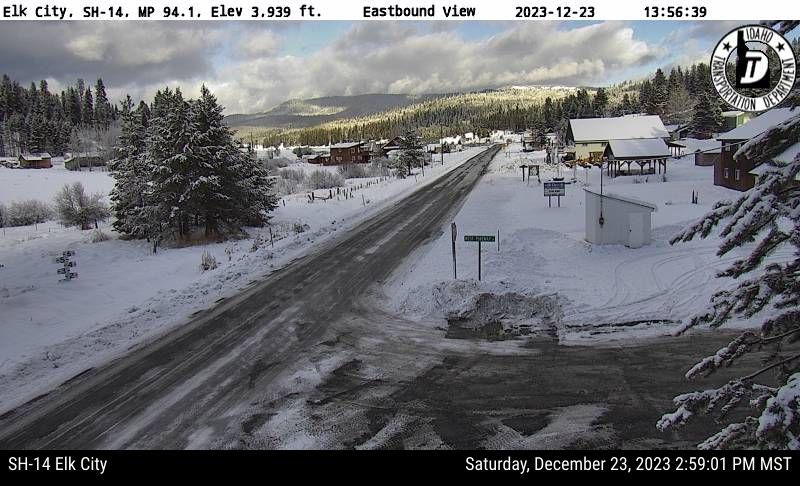 Elk City, SH-14, MP 94.1, Elev 3,939 ft. Eastbound View 2023-12-23 13:56:39
IDAHO
TRANSPORTATION DEPARTMENT
SH-14 Elk City Saturday, December 23, 2023 2:59:01 PM MST